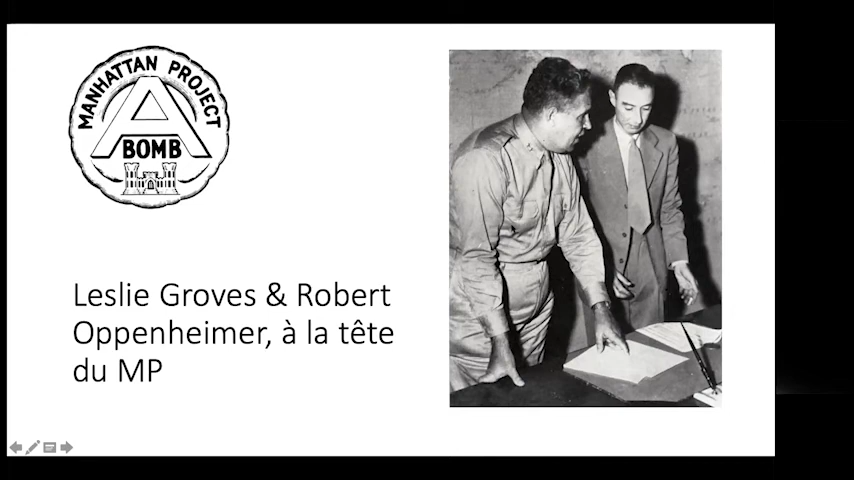 MANHATTAN PROJECT
A
BOMB
Leslie Groves & Robert
Oppenheimer, à la tête
du MP